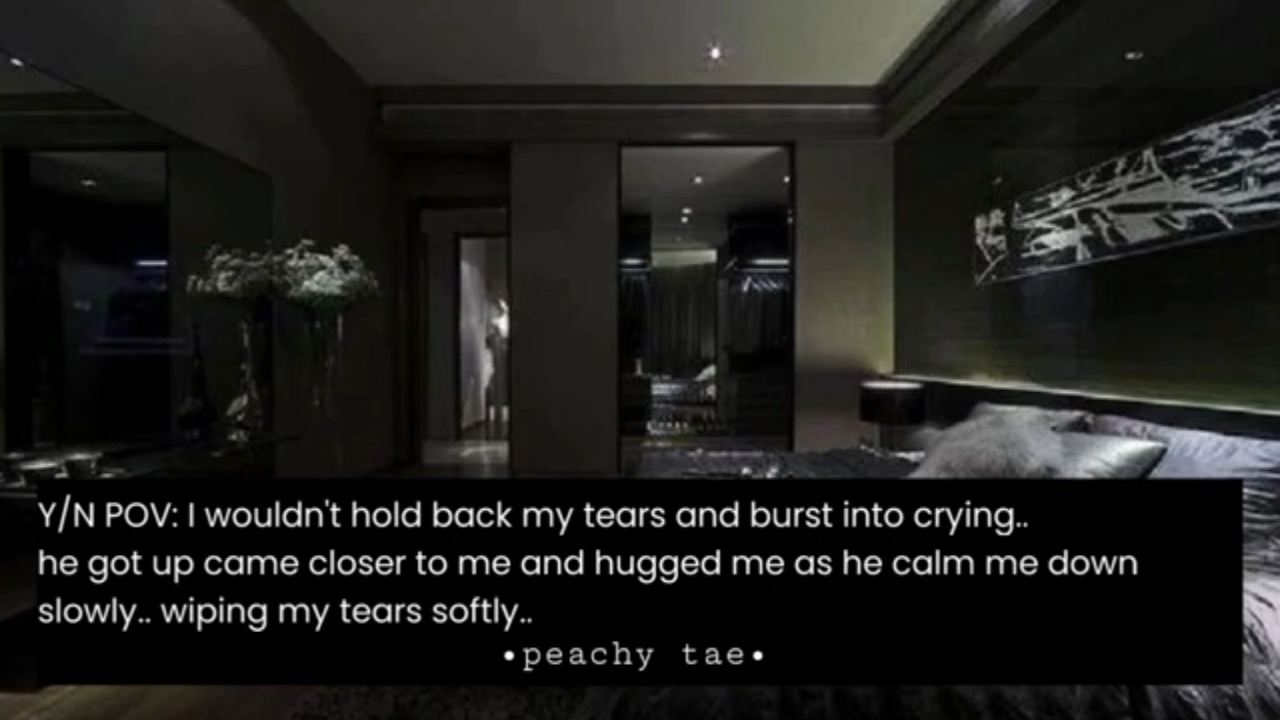 Y/N POV: I wouldn't hold back my tears and burst into crying..
he got up came closer to me and hugged me as he calm me down
slowly.. wiping my tears softly..
•peachy tae•